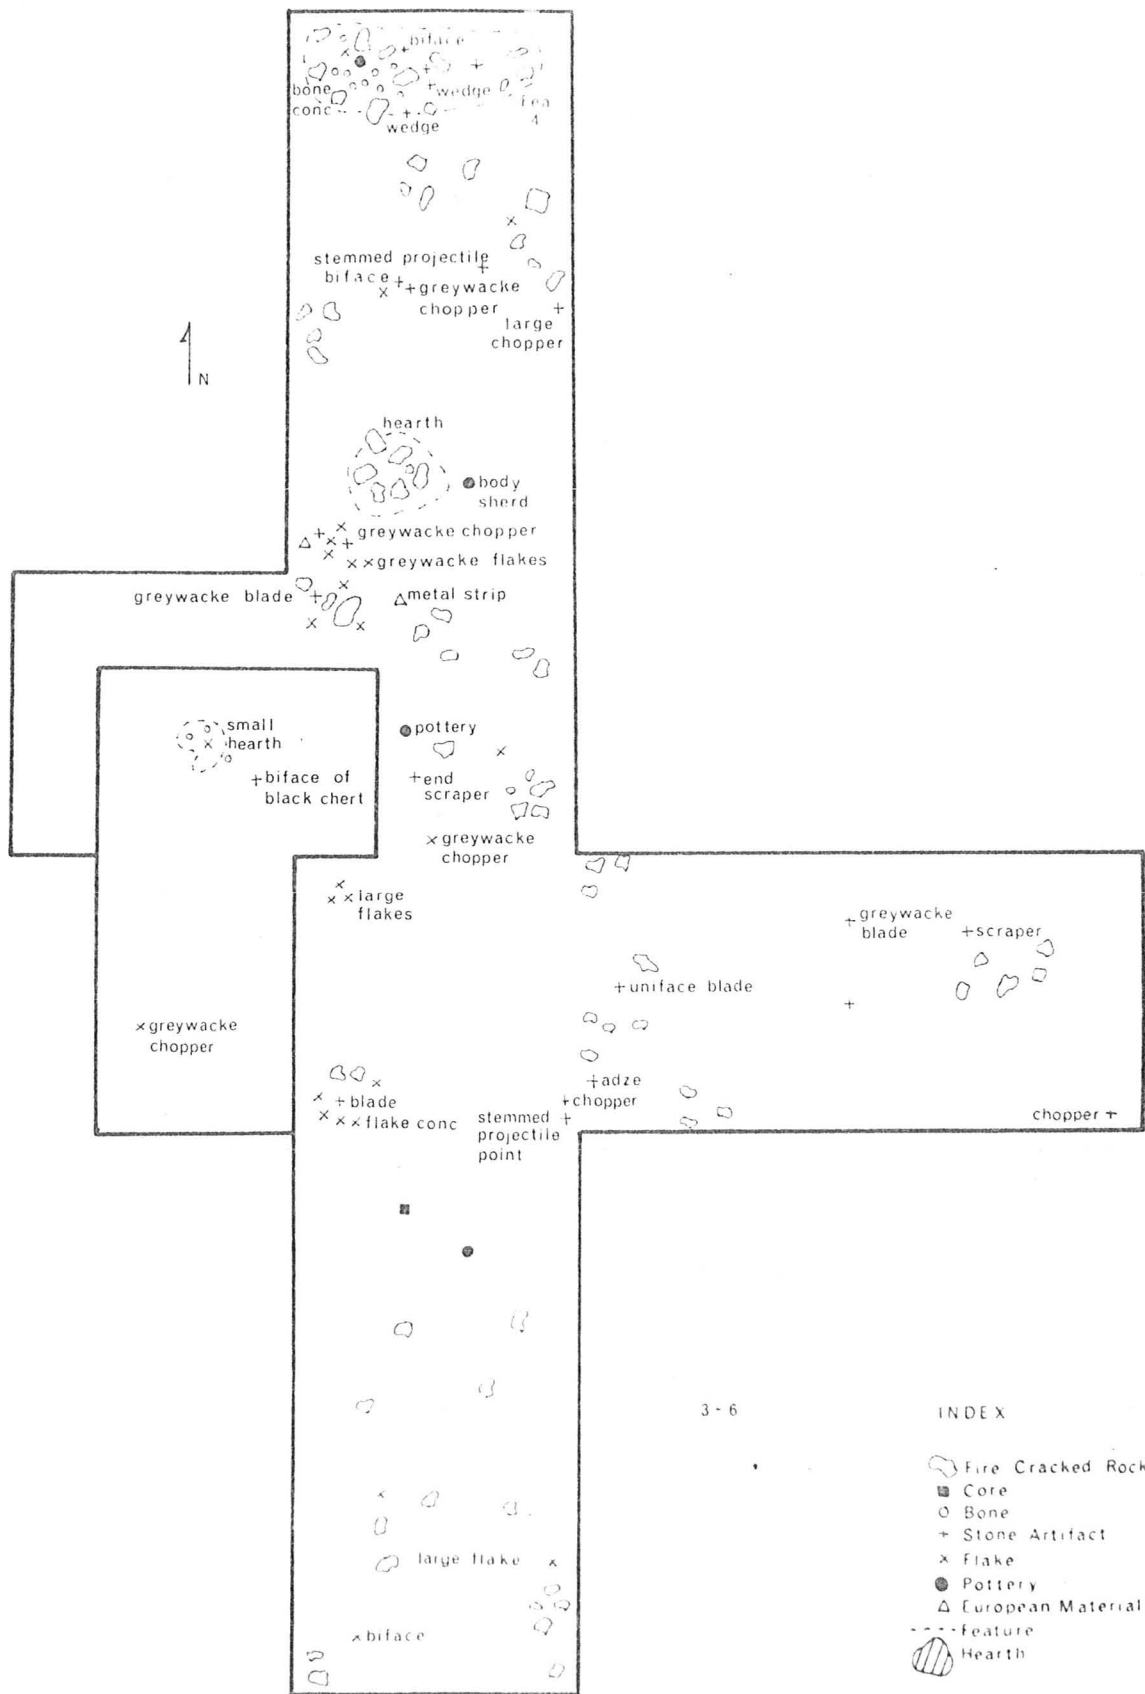 biface
bone
conc
wedge
Fea
4
wedge
stemmed projectile
biface
greywacke
chopper
large
chopper
N
hearth
body
sherd
greywacke chopper
greywacke flakes
greywacke blade
metal strip
small
hearth
pottery
biface of
black chert
end
scraper
greywacke
chopper
large
flakes
greywacke
blade
scraper
uniface blade
greywacke
chopper
adze
blade
chopper
flake conc
stemmed
projectile
point
chopper
3-6
INDEX
Fire Cracked Rock
Core
Bone
Stone Artifact
Flake
Pottery
European Material
Feature
Hearth
large flake
biface